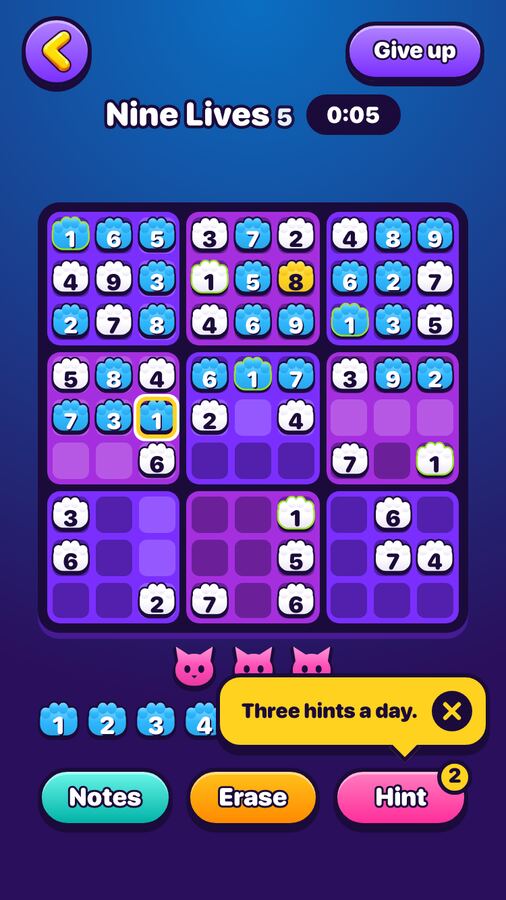 Give up
Nine Lives 5 0:05
1 6 5 3 7 2 4 8 9
4 9 3 1 5 8 6 2 7
2 7 8 4 6 9 1 3 5
5 8 4 6 1 7 3 9 2
7 3 1 2 4
6 7 1
3 1 6
6 5 7 4
2 7 6
Three hints a day.
1 2 3 4
2
Notes Erase Hint